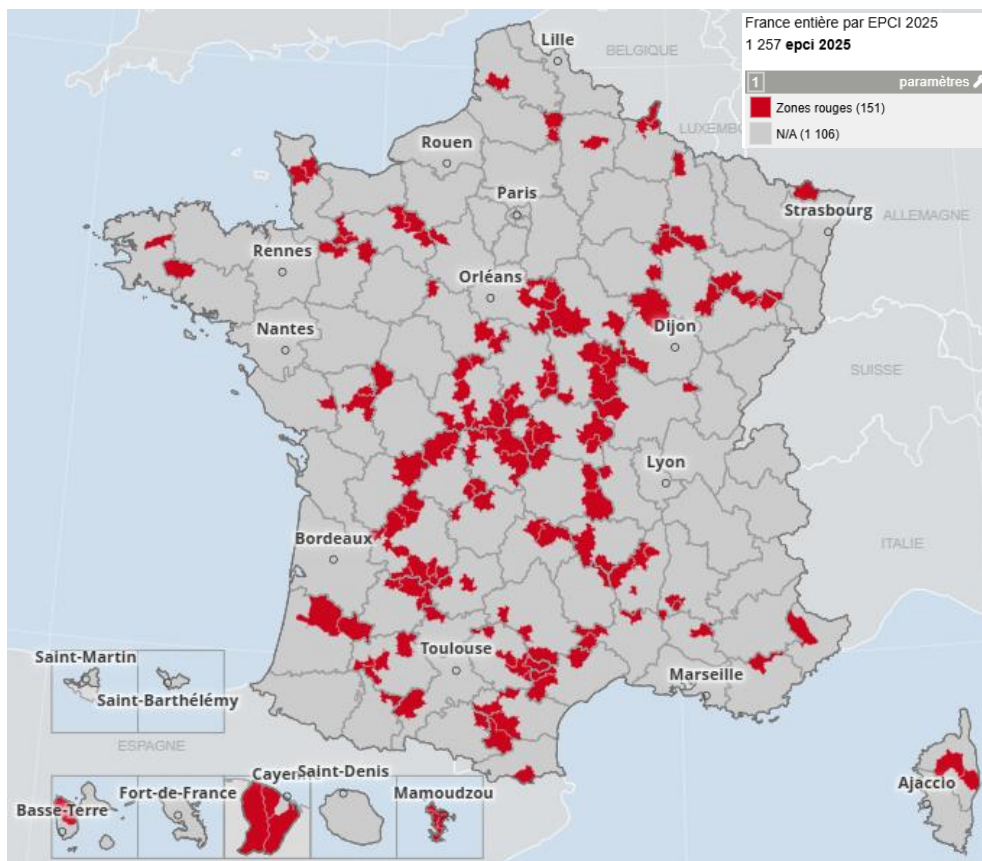 France entière par EPCI 2025
1 257 epci 2025
1 paramètres
Zones rouges (151)
N/A (1 106)
Lille
BELGIQUE
LUXEMBO
Rouen
Paris
Strasbourg
ALLEMAGNE
Rennes
Orléans
Nantes
Dijon
SUISSE
Lyon
Bordeaux
ITALIE
Toulouse
Marseille
Saint-Martin
Saint-Barthélémy
ESPAGNE
Ajaccio
Basse-Terre
Fort-de-France
Cayenne
Saint-Denis
Mamoudzou